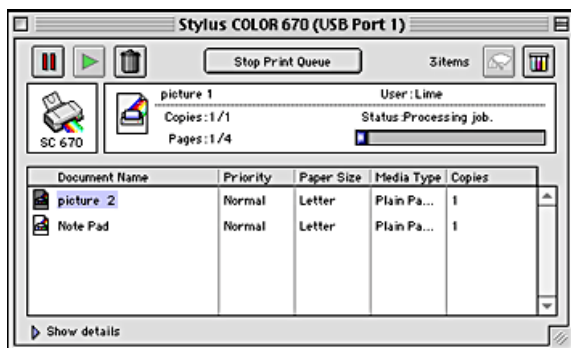 Stylus COLOR 670 (USB Port 1)
Stop Print Queue 3items
picture 1 User:Lime
Copies:1/1 Status:Processing job.
SC 670 Pages:1/4
Document Name Priority Paper Size Media Type Copies
picture 2 Normal Letter Plain Pa... 1
Note Pad Normal Letter Plain Pa... 1
Show details